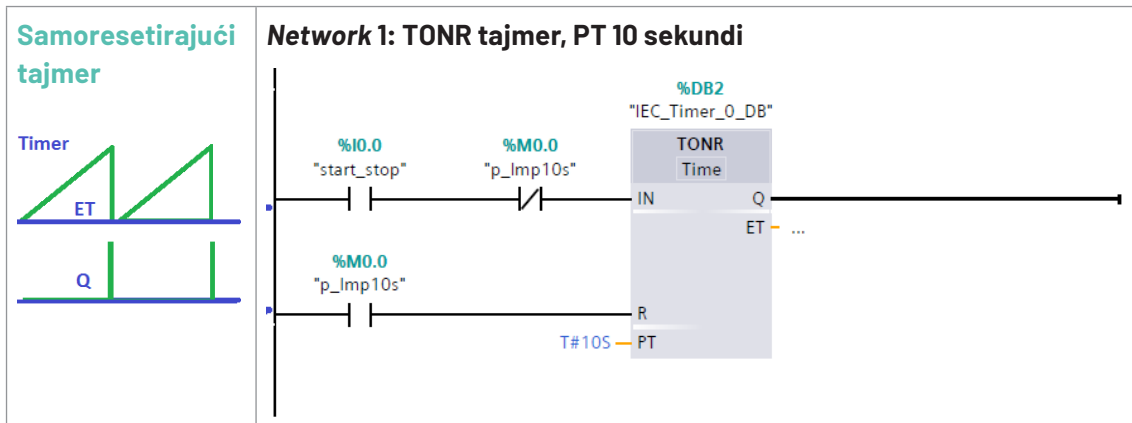 Samoresetirajući
tajmer
Timer
ET
Q
Network 1: TONR tajmer, PT 10 sekundi
%DB2
"IEC_Timer_0_DB"
TONR
Time
%I0.0
"start_stop"
%M0.0
"p_Imp10s"
IN
Q
ET
...
%M0.0
"p_Imp10s"
R
T#10S
PT